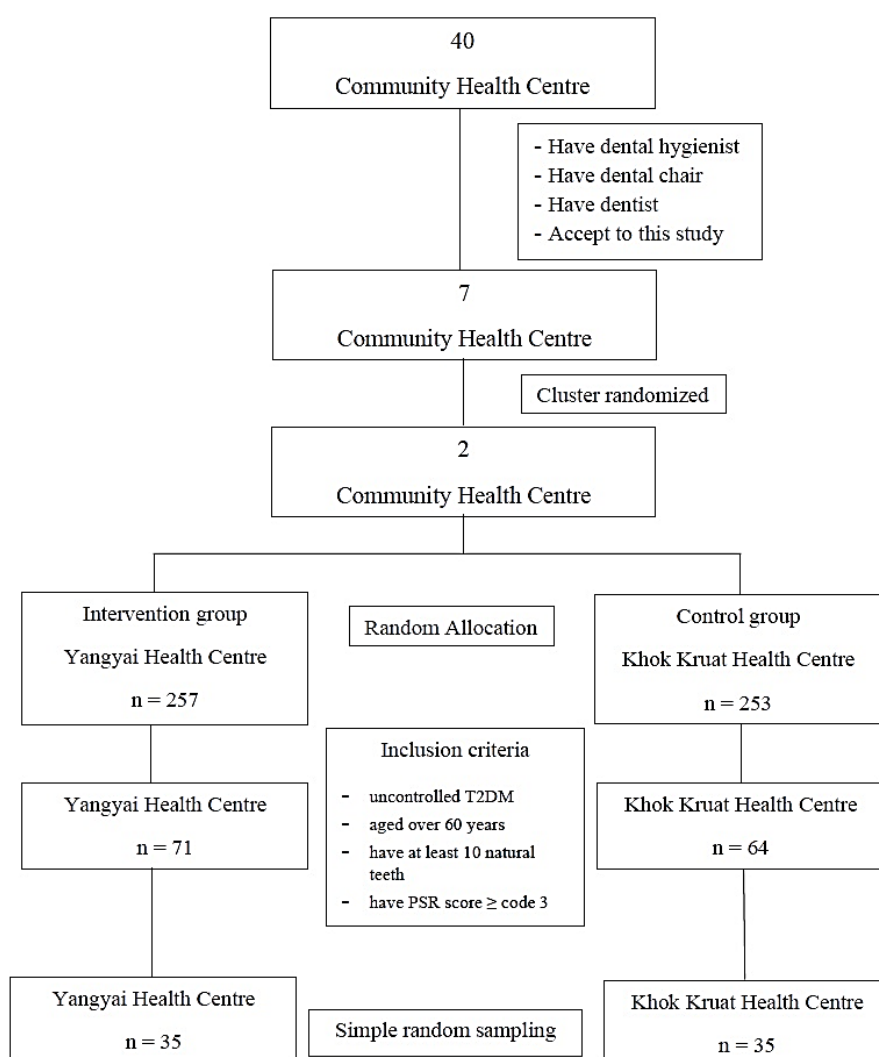 40
Community Health Centre
- Have dental hygienist
- Have dental chair
- Have dentist
- Accept to this study
7
Community Health Centre
Cluster randomized
2
Community Health Centre
Intervention group
Yangyai Health Centre
n = 257
Random Allocation
Control group
Khok Kruat Health Centre
n = 253
Inclusion criteria
- uncontrolled T2DM
- aged over 60 years
- have at least 10 natural
teeth
- have PSR score ≥ code 3
Yangyai Health Centre
n = 71
Khok Kruat Health Centre
n = 64
Yangyai Health Centre
n = 35
Simple random sampling
Khok Kruat Health Centre
n = 35